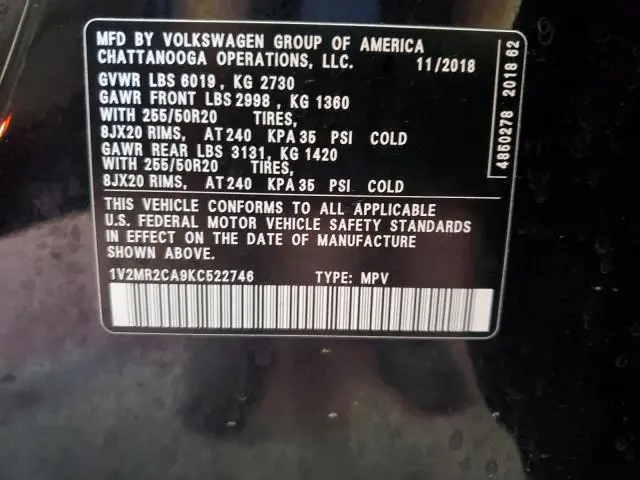 MFD BY VOLKSWAGEN GROUP OF AMERICA
CHATTANOOGA OPERATIONS, LLC. 11/2018
GVWR LBS 6019 , KG 2730
GAWR FRONT LBS 2998 , KG 1360
WITH 255/50R20 TIRES,
8JX20 RIMS, AT 240 KPA 35 PSI COLD
GAWR REAR LBS 3131, KG 1420
WITH 255/50R20 TIRES,
8JX20 RIMS, AT 240 KPA 35 PSI COLD
THIS VEHICLE CONFORMS TO ALL APPLICABLE
U.S. FEDERAL MOTOR VEHICLE SAFETY STANDARDS
IN EFFECT ON THE DATE OF MANUFACTURE
SHOWN ABOVE.
1V2MR2CA9KC522746 TYPE: MPV
4850278 2018 62